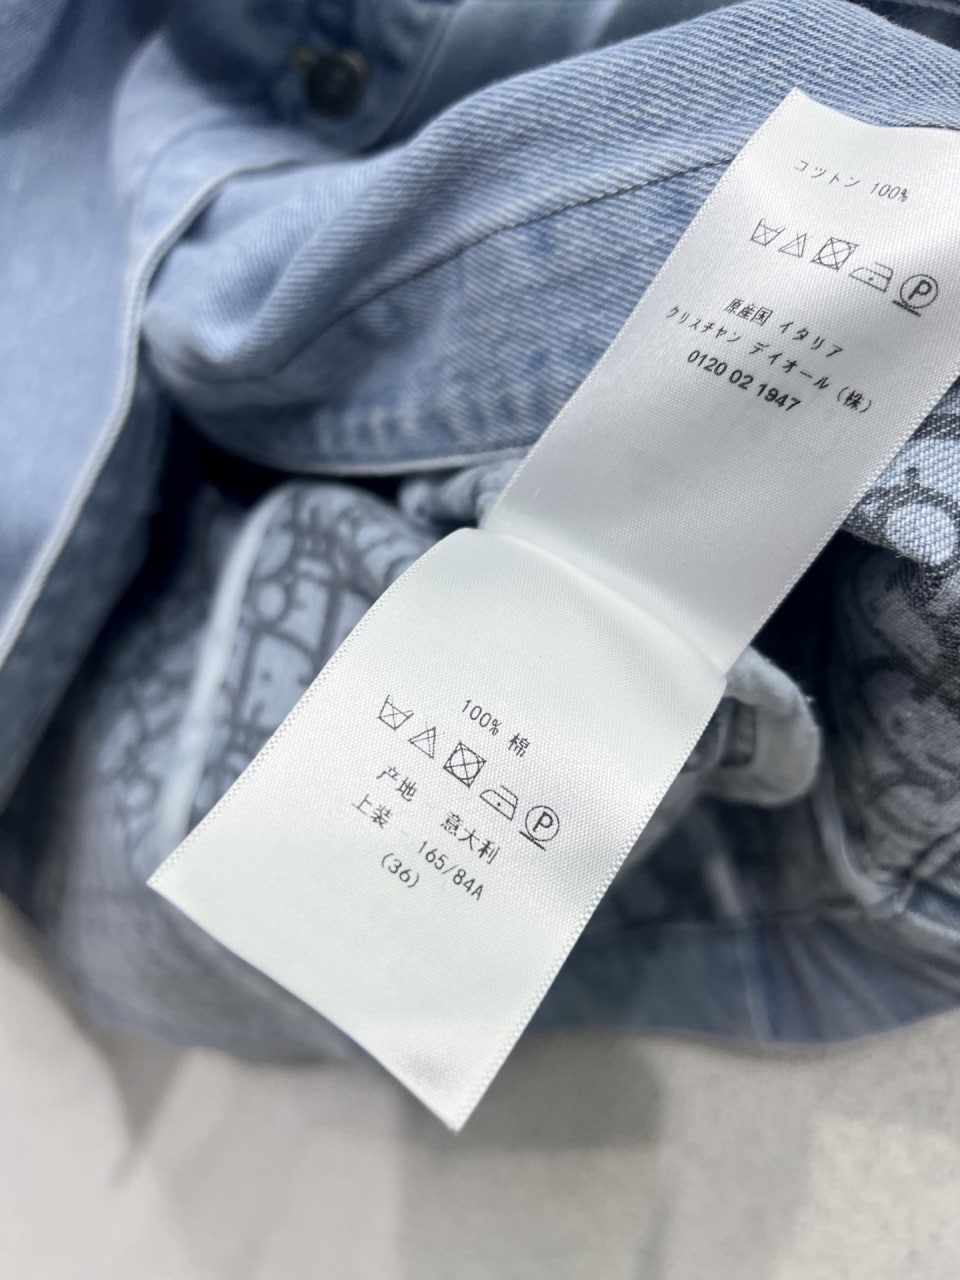 コットン 100%
P
原産国 イタリア
クリスチャン デイオール (株)
0120 02 1947
100% 棉
P
产地 - 意大利
上装 - 165/84A
(36)